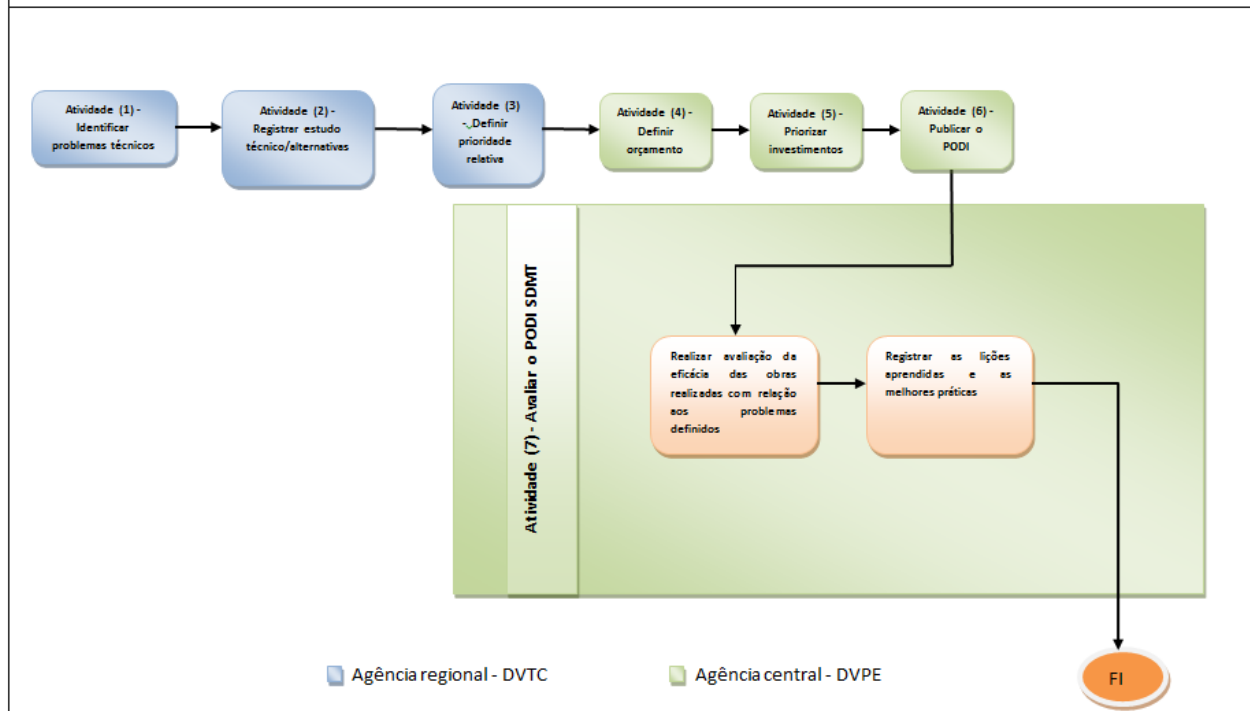 Atividade (1) -
Identificar
problemas técnicos
Atividade (2) -
Registrar estudo
técnico/alternativas
Atividade (3)
-Definir
prioridade
relativa
Atividade (4) -
Definir
orçamento
Atividade (5) -
Priorizar
investimentos
Atividade (6) -
Publicar o
PODI
Atividade (7) - Avaliar o PODI SDMT
Realizar avaliação da
eficácia das obras
realizadas com relação
aos problemas
definidos
Registrar as lições
aprendidas e as
melhores práticas
Agência regional - DVTC
Agência central - DVPE
FI